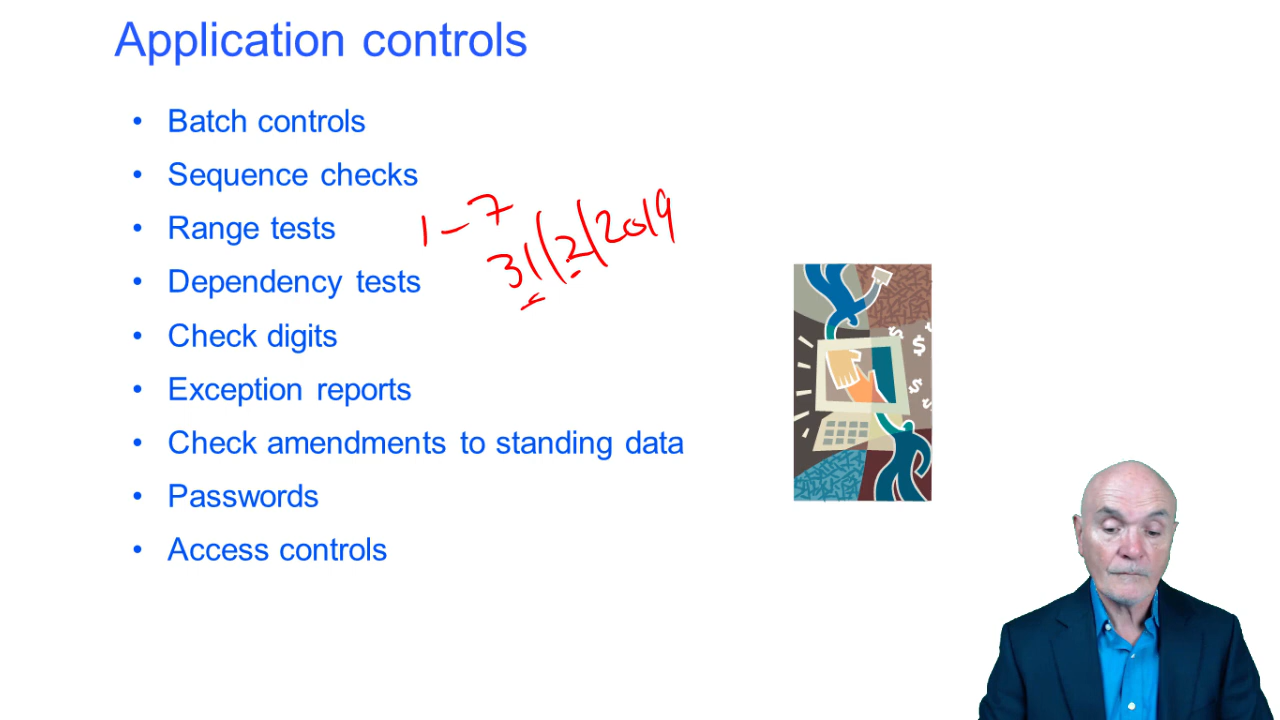 Application controls
• Batch controls
• Sequence checks
• Range tests 1-7
• Dependency tests 31/2/2019
• Check digits
• Exception reports
• Check amendments to standing data
• Passwords
• Access controls
$